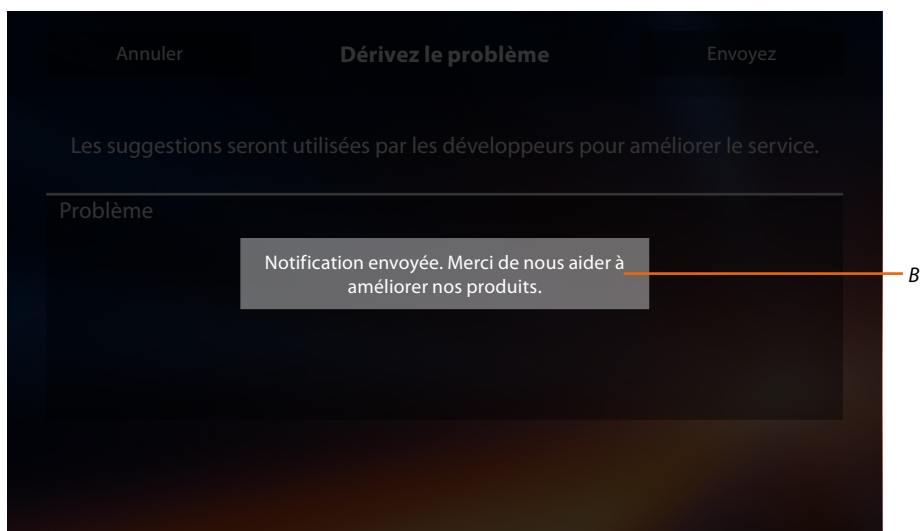 Annuler Dérivez le problème Envoyez
Les suggestions seront utilisées par les développeurs pour améliorer le service.
Problème
Notification envoyée. Merci de nous aider à
améliorer nos produits.
B